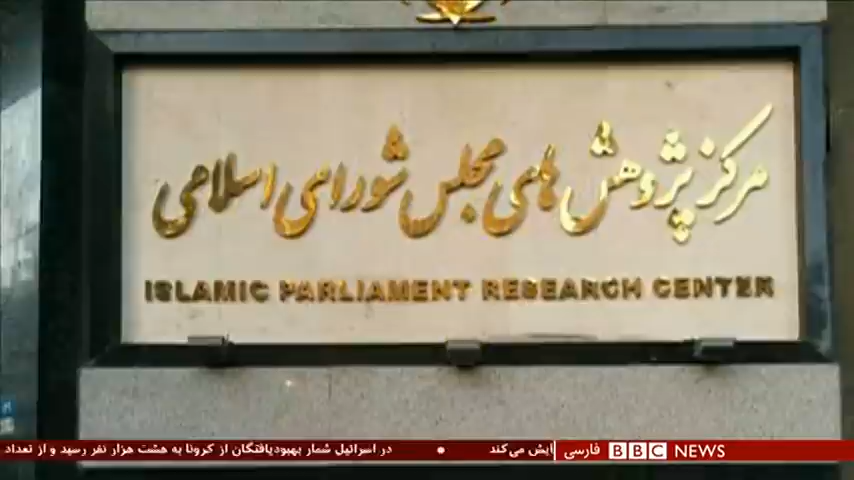 مرکز پژوهش های مجلس شورای اسلامی
ISLAMIC PARLIAMENT RESEARCH CENTER
در اسرائیل شمار بهبودیافتگان از کرونا به هشت هزار نفر رسید و از تعداد • ایش می‌کند فارسی BBC NEWS